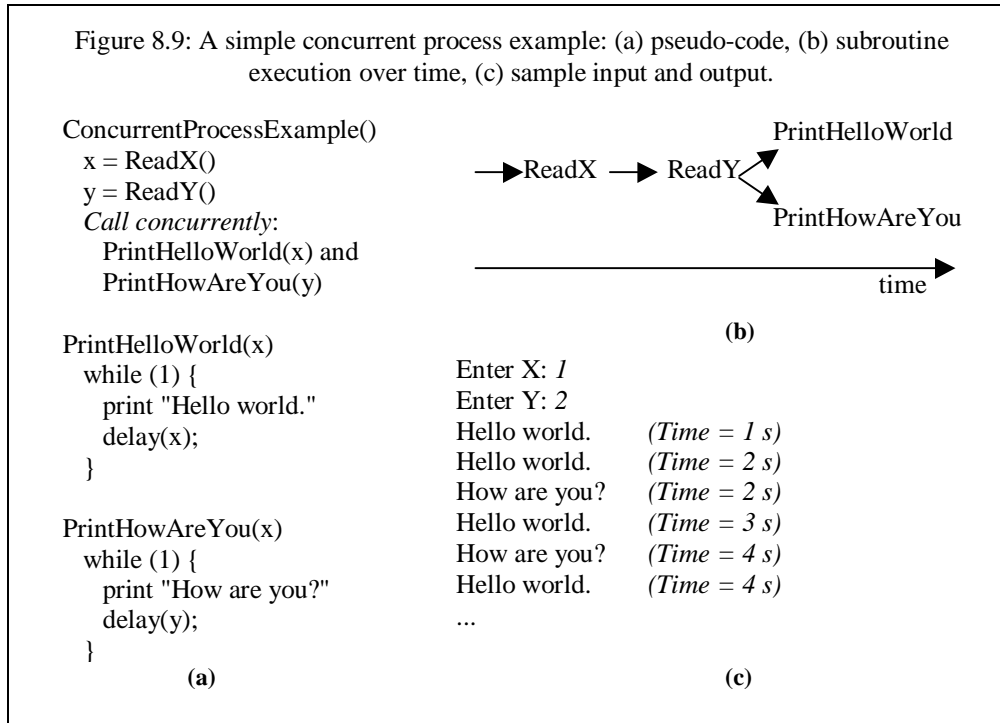 Figure 8.9: A simple concurrent process example: (a) pseudo-code, (b) subroutine
execution over time, (c) sample input and output.
ConcurrentProcessExample()
x = ReadX()
y = ReadY()
Call concurrently:
PrintHelloWorld(x) and
PrintHowAreYou(y)
PrintHelloWorld(x)
while (1) {
print "Hello world."
delay(x);
}
PrintHowAreYou(x)
while (1) {
print "How are you?"
delay(y);
}
(a)
PrintHelloWorld
ReadX ReadY
PrintHowAreYou
time
(b)
Enter X: 1
Enter Y: 2
Hello world. (Time = 1 s)
Hello world. (Time = 2 s)
How are you? (Time = 2 s)
Hello world. (Time = 3 s)
How are you? (Time = 4 s)
Hello world. (Time = 4 s)
...
(c)